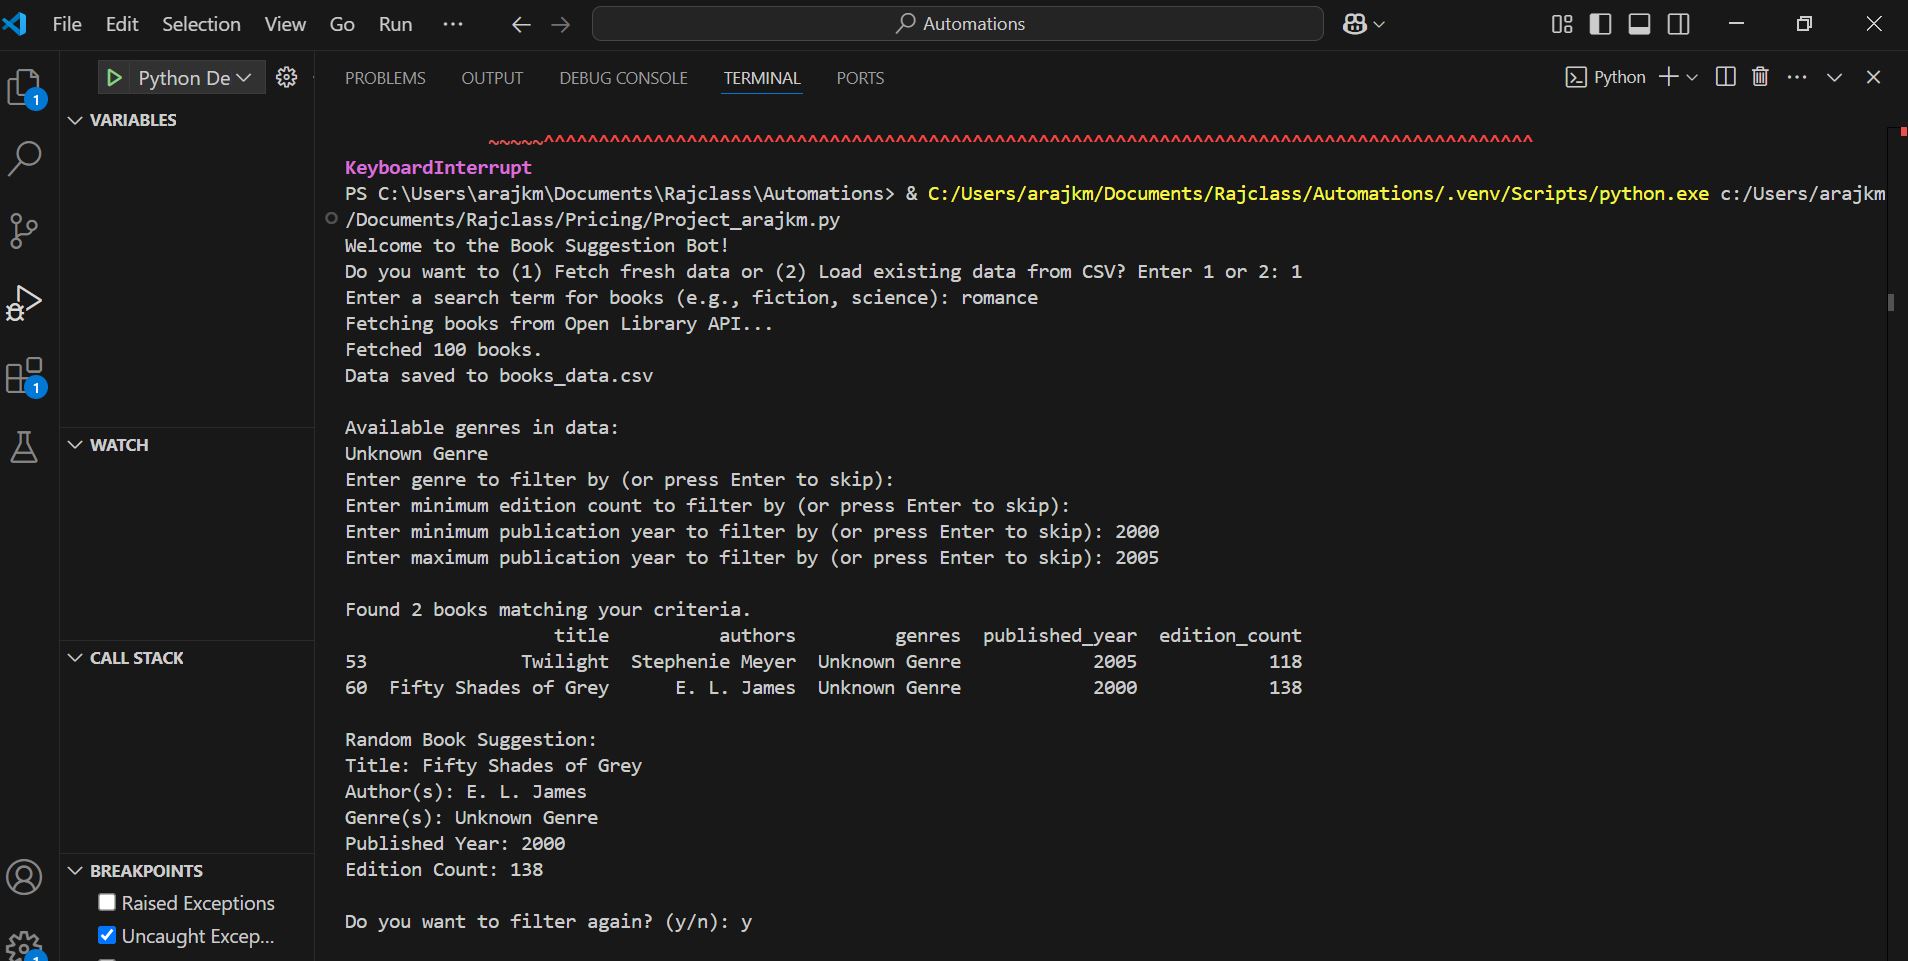 File Edit Selection View Go Run ··· Automations
Python De
PROBLEMS OUTPUT DEBUG CONSOLE TERMINAL PORTS Python
1
VARIABLES
WATCH
1
CALL STACK
BREAKPOINTS
Raised Exceptions
Uncaught Excep...
1
~~~~~^^^^^^^^^^^^^^^^^^^^^^^^^^^^^^^^^^^^^^^^^^^^^^^^^^^^^^^^^^^^^^^^^^^^^^^^^^^^^^^^^^^^^^^^^^
KeyboardInterrupt
PS C:\Users\arajkm\Documents\Rajclass\Automations> & C:/Users/arajkm/Documents/Rajclass/Automations/.venv/Scripts/python.exe c:/Users/arajkm
/Documents/Rajclass/Pricing/Project_arajkm.py
Welcome to the Book Suggestion Bot!
Do you want to (1) Fetch fresh data or (2) Load existing data from CSV? Enter 1 or 2: 1
Enter a search term for books (e.g., fiction, science): romance
Fetching books from Open Library API...
Fetched 100 books.
Data saved to books_data.csv
Available genres in data:
Unknown Genre
Enter genre to filter by (or press Enter to skip):
Enter minimum edition count to filter by (or press Enter to skip):
Enter minimum publication year to filter by (or press Enter to skip): 2000
Enter maximum publication year to filter by (or press Enter to skip): 2005
Found 2 books matching your criteria.
title authors genres published_year edition_count
53 Twilight Stephenie Meyer Unknown Genre 2005 118
60 Fifty Shades of Grey E. L. James Unknown Genre 2000 138
Random Book Suggestion:
Title: Fifty Shades of Grey
Author(s): E. L. James
Genre(s): Unknown Genre
Published Year: 2000
Edition Count: 138
Do you want to filter again? (y/n): y